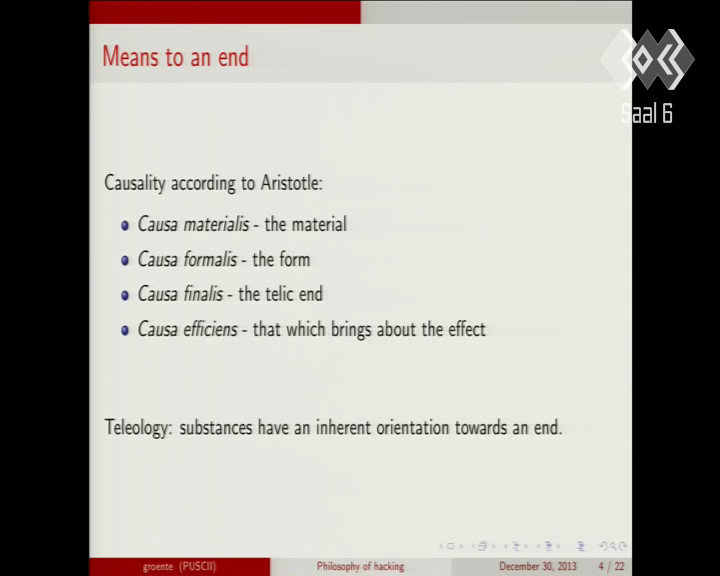 Means to an end
Saal 6
Causality according to Aristotle:
Causa materialis - the material
Causa formalis - the form
Causa finalis - the telic end
Causa efficiens - that which brings about the effect
Teleology: substances have an inherent orientation towards an end.
groente (PUSCII) Philosophy of hacking December 30, 2013 4 / 22